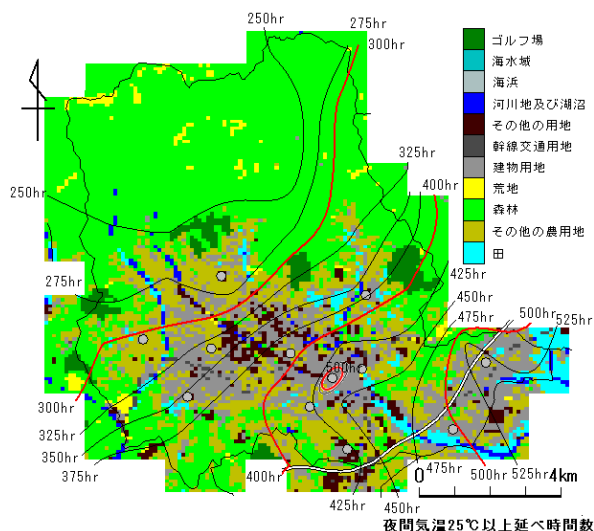 250hr
275hr
300hr
325hr
400hr
250hr
275hr
425hr
450hr
475hr
500hr
525hr
500hr
300hr
325hr
350hr
375hr
400hr
475hr
500hr
525hr
450hr
425hr
0 4km
ゴルフ場
海水域
海浜
河川地及び湖沼
その他の用地
幹線交通用地
建物用地
荒地
森林
その他の農用地
田
夜間気温25℃以上延べ時間数